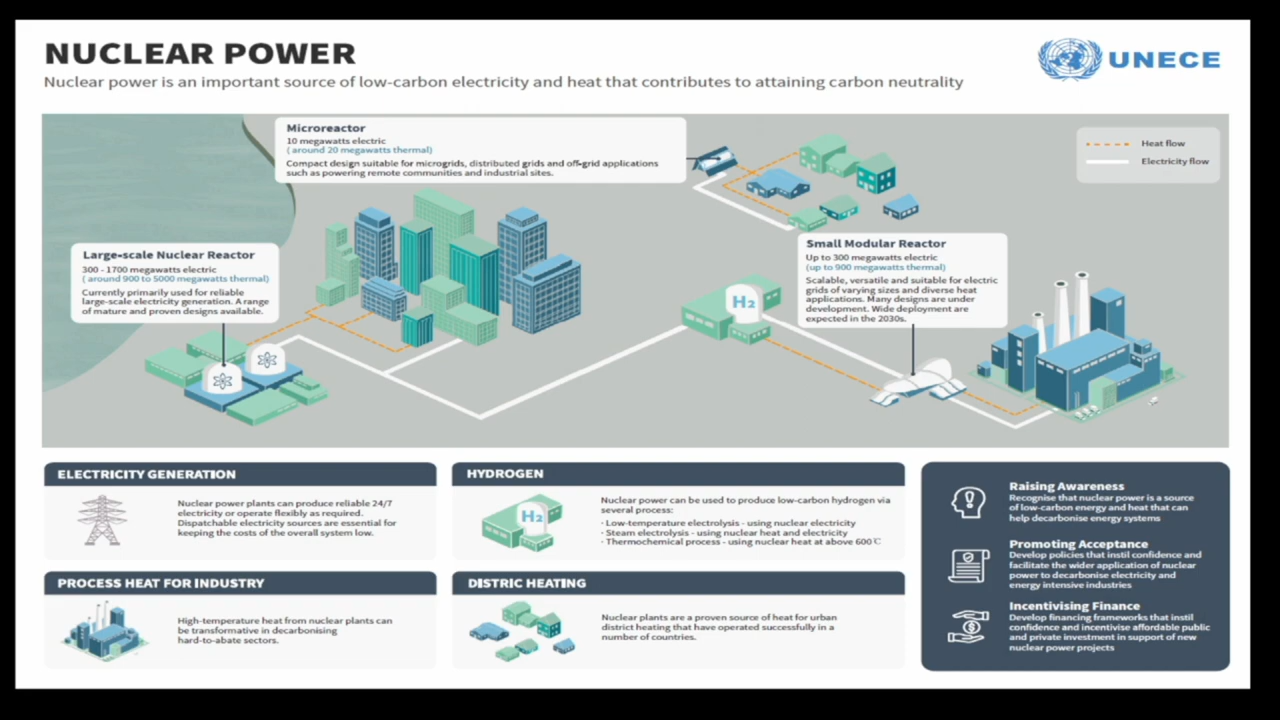 NUCLEAR POWER
Nuclear power is an important source of low-carbon electricity and heat that contributes to attaining carbon neutrality
UNECE
Microreactor
10 megawatts electric
( around 20 megawatts thermal)
Compact design suitable for microgrids, distributed grids and off-grid applications
such as powering remote communities and industrial sites.
Heat flow
Electricity flow
Large-scale Nuclear Reactor
300 - 1700 megawatts electric
( around 900 to 5000 megawatts thermal)
Currently primarily used for reliable
large-scale electricity generation. A range
of mature and proven designs available.
Small Modular Reactor
Up to 300 megawatts electric
(up to 900 megawatts thermal)
Scalable, versatile and suitable for electric
grids of varying sizes and diverse heat
applications. Many designs are under
development. Wide deployment are
expected in the 2030s.
H2
ELECTRICITY GENERATION
Nuclear power plants can produce reliable 24/7
electricity or operate flexibly as required.
Dispatchable electricity sources are essential for
keeping the costs of the overall system low.
HYDROGEN
H2
Nuclear power can be used to produce low-carbon hydrogen via
several process:
· Low-temperature electrolysis - using nuclear electricity
· Steam electrolysis - using nuclear heat and electricity
· Thermochemical process - using nuclear heat at above 600℃
PROCESS HEAT FOR INDUSTRY
High-temperature heat from nuclear plants can
be transformative in decarbonising
hard-to-abate sectors.
DISTRIC HEATING
Nuclear plants are a proven source of heat for urban
district heating that have operated successfully in a
number of countries.
Raising Awareness
Recognise that nuclear power is a source
of low-carbon energy and heat that can
help decarbonise energy systems
Promoting Acceptance
Develop policies that instil confidence and
facilitate the wider application of nuclear
power to decarbonise electricity and
energy intensive industries
Incentivising Finance
Develop financing frameworks that instil
confidence and incentivise affordable public
and private investment in support of new
nuclear power projects